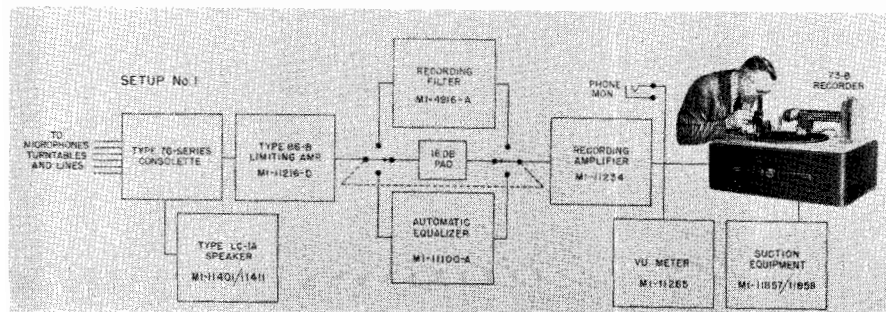 SETUP No.1
TO
MICROPHONES
TURNTABLES
AND LINES
TYPE 76-SERIES
CONSOLETTE
TYPE 86-B
LIMITING AMP.
MI-11216-D
TYPE LC-1A
SPEAKER
MI-11401/11411
RECORDING
FILTER
MI-4916-A
16 DB
PAD
AUTOMATIC
EQUALIZER
MI-11100-A
RECORDING
AMPLIFIER
MI-11234
PHONE
MON.
73-B
RECORDER
VU METER
MI-11265
SUCTION
EQUIPMENT
MI-11857/11858